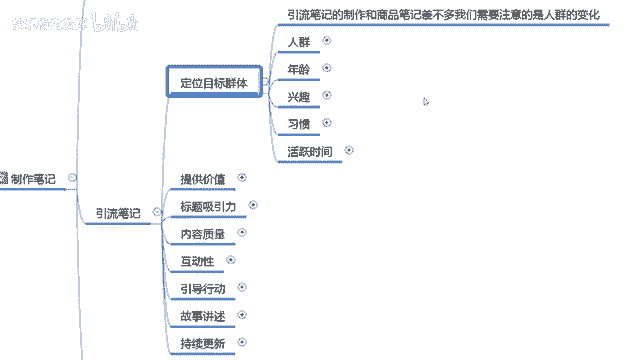 引流笔记的制作和商品笔记差不多我们需要注意的是人群的变化
人群
定位目标群体
年龄
兴趣
习惯
活跃时间
制作笔记
引流笔记
提供价值
标题吸引力
内容质量
互动性
引导行动
故事讲述
持续更新